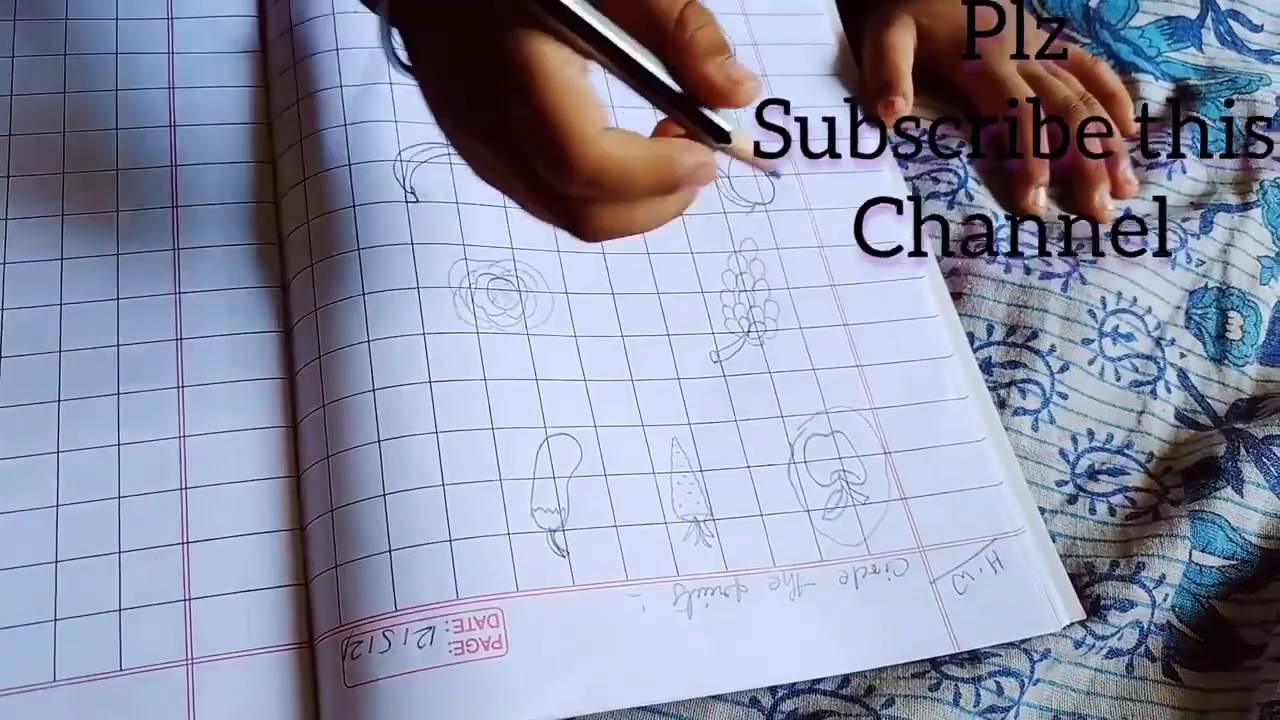 Plz
Subscribe this
Channel
H.W
Circle the fruits :
PAGE:
DATE: 12/5/21